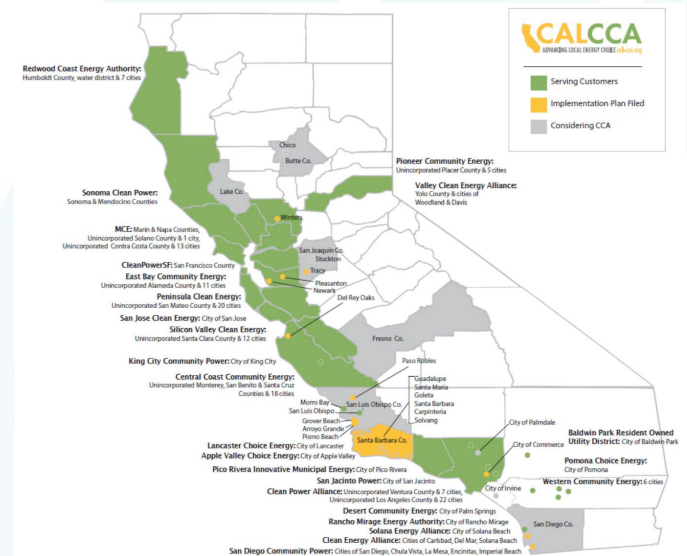 CALCCA
ADVANCING LOCAL ENERGY CHOICE cal-cca.org
Serving Customers
Implementation Plan Filed
Considering CCA
Redwood Coast Energy Authority:
Humboldt County, water district & 7 cities
Chico
Butte Co.
Pioneer Community Energy:
Unincorporated Placer County & 5 cities
Valley Clean Energy Alliance:
Yolo County & cities of
Woodland & Davis
Lake Co.
Sonoma Clean Power:
Sonoma & Mendocino Counties
Winters
MCE: Marin & Napa Counties,
Unincorporated Solano County & 1 city,
Unincorporated Contra Costa County & 13 cities
San Joaquin Co.
Stockton
Tracy
CleanPowerSF: San Francisco County
East Bay Community Energy:
Unincorporated Alameda County & 11 cities
Pleasanton
Newark
Peninsula Clean Energy:
Unincorporated San Mateo County & 20 cities
Del Rey Oaks
San Jose Clean Energy: City of San Jose
Silicon Valley Clean Energy:
Unincorporated Santa Clara County & 12 cities
Fresno Co.
King City Community Power: City of King City
Paso Robles
Central Coast Community Energy:
Unincorporated Monterey, San Benito & Santa Cruz
Counties & 18 cities
Guadalupe
Santa Maria
Goleta
Santa Barbara
Carpinteria
Solvang
Morro Bay
San Luis Obispo
San Luis Obispo Co.
Grover Beach
Arroyo Grande
Pismo Beach
Santa Barbara Co.
City of Palmdale
Baldwin Park Resident Owned
Utility District: City of Baldwin Park
City of Commerce
Lancaster Choice Energy: City of Lancaster
Apple Valley Choice Energy: City of Apple Valley
Pomona Choice Energy:
City of Pomona
Pico Rivera Innovative Municipal Energy: City of Pico Rivera
San Jacinto Power: City of San Jacinto
Western Community Energy: 6 cities
City of Irvine
Clean Power Alliance: Unincorporated Ventura County & 7 cities,
Unincorporated Los Angeles County & 22 cities
Desert Community Energy: City of Palm Springs
Rancho Mirage Energy Authority: City of Rancho Mirage
San Diego Co.
Solana Energy Alliance: City of Solana Beach
Clean Energy Alliance: Cities of Carlsbad, Del Mar, Solana Beach
San Diego Community Power: Cities of San Diego, Chula Vista, La Mesa, Encinitas, Imperial Beach